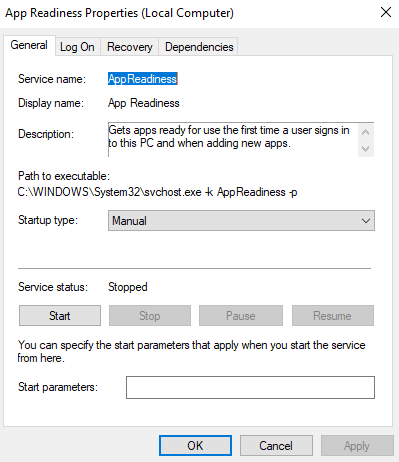 App Readiness Properties (Local Computer)
General Log On Recovery Dependencies
Service name: AppReadiness
Display name: App Readiness
Description: Gets apps ready for use the first time a user signs in
to this PC and when adding new apps.
Path to executable:
C:\WINDOWS\System32\svchost.exe -k AppReadiness -p
Startup type: Manual
Service status: Stopped
Start Stop Pause Resume
You can specify the start parameters that apply when you start the service
from here.
Start parameters:
OK Cancel Apply